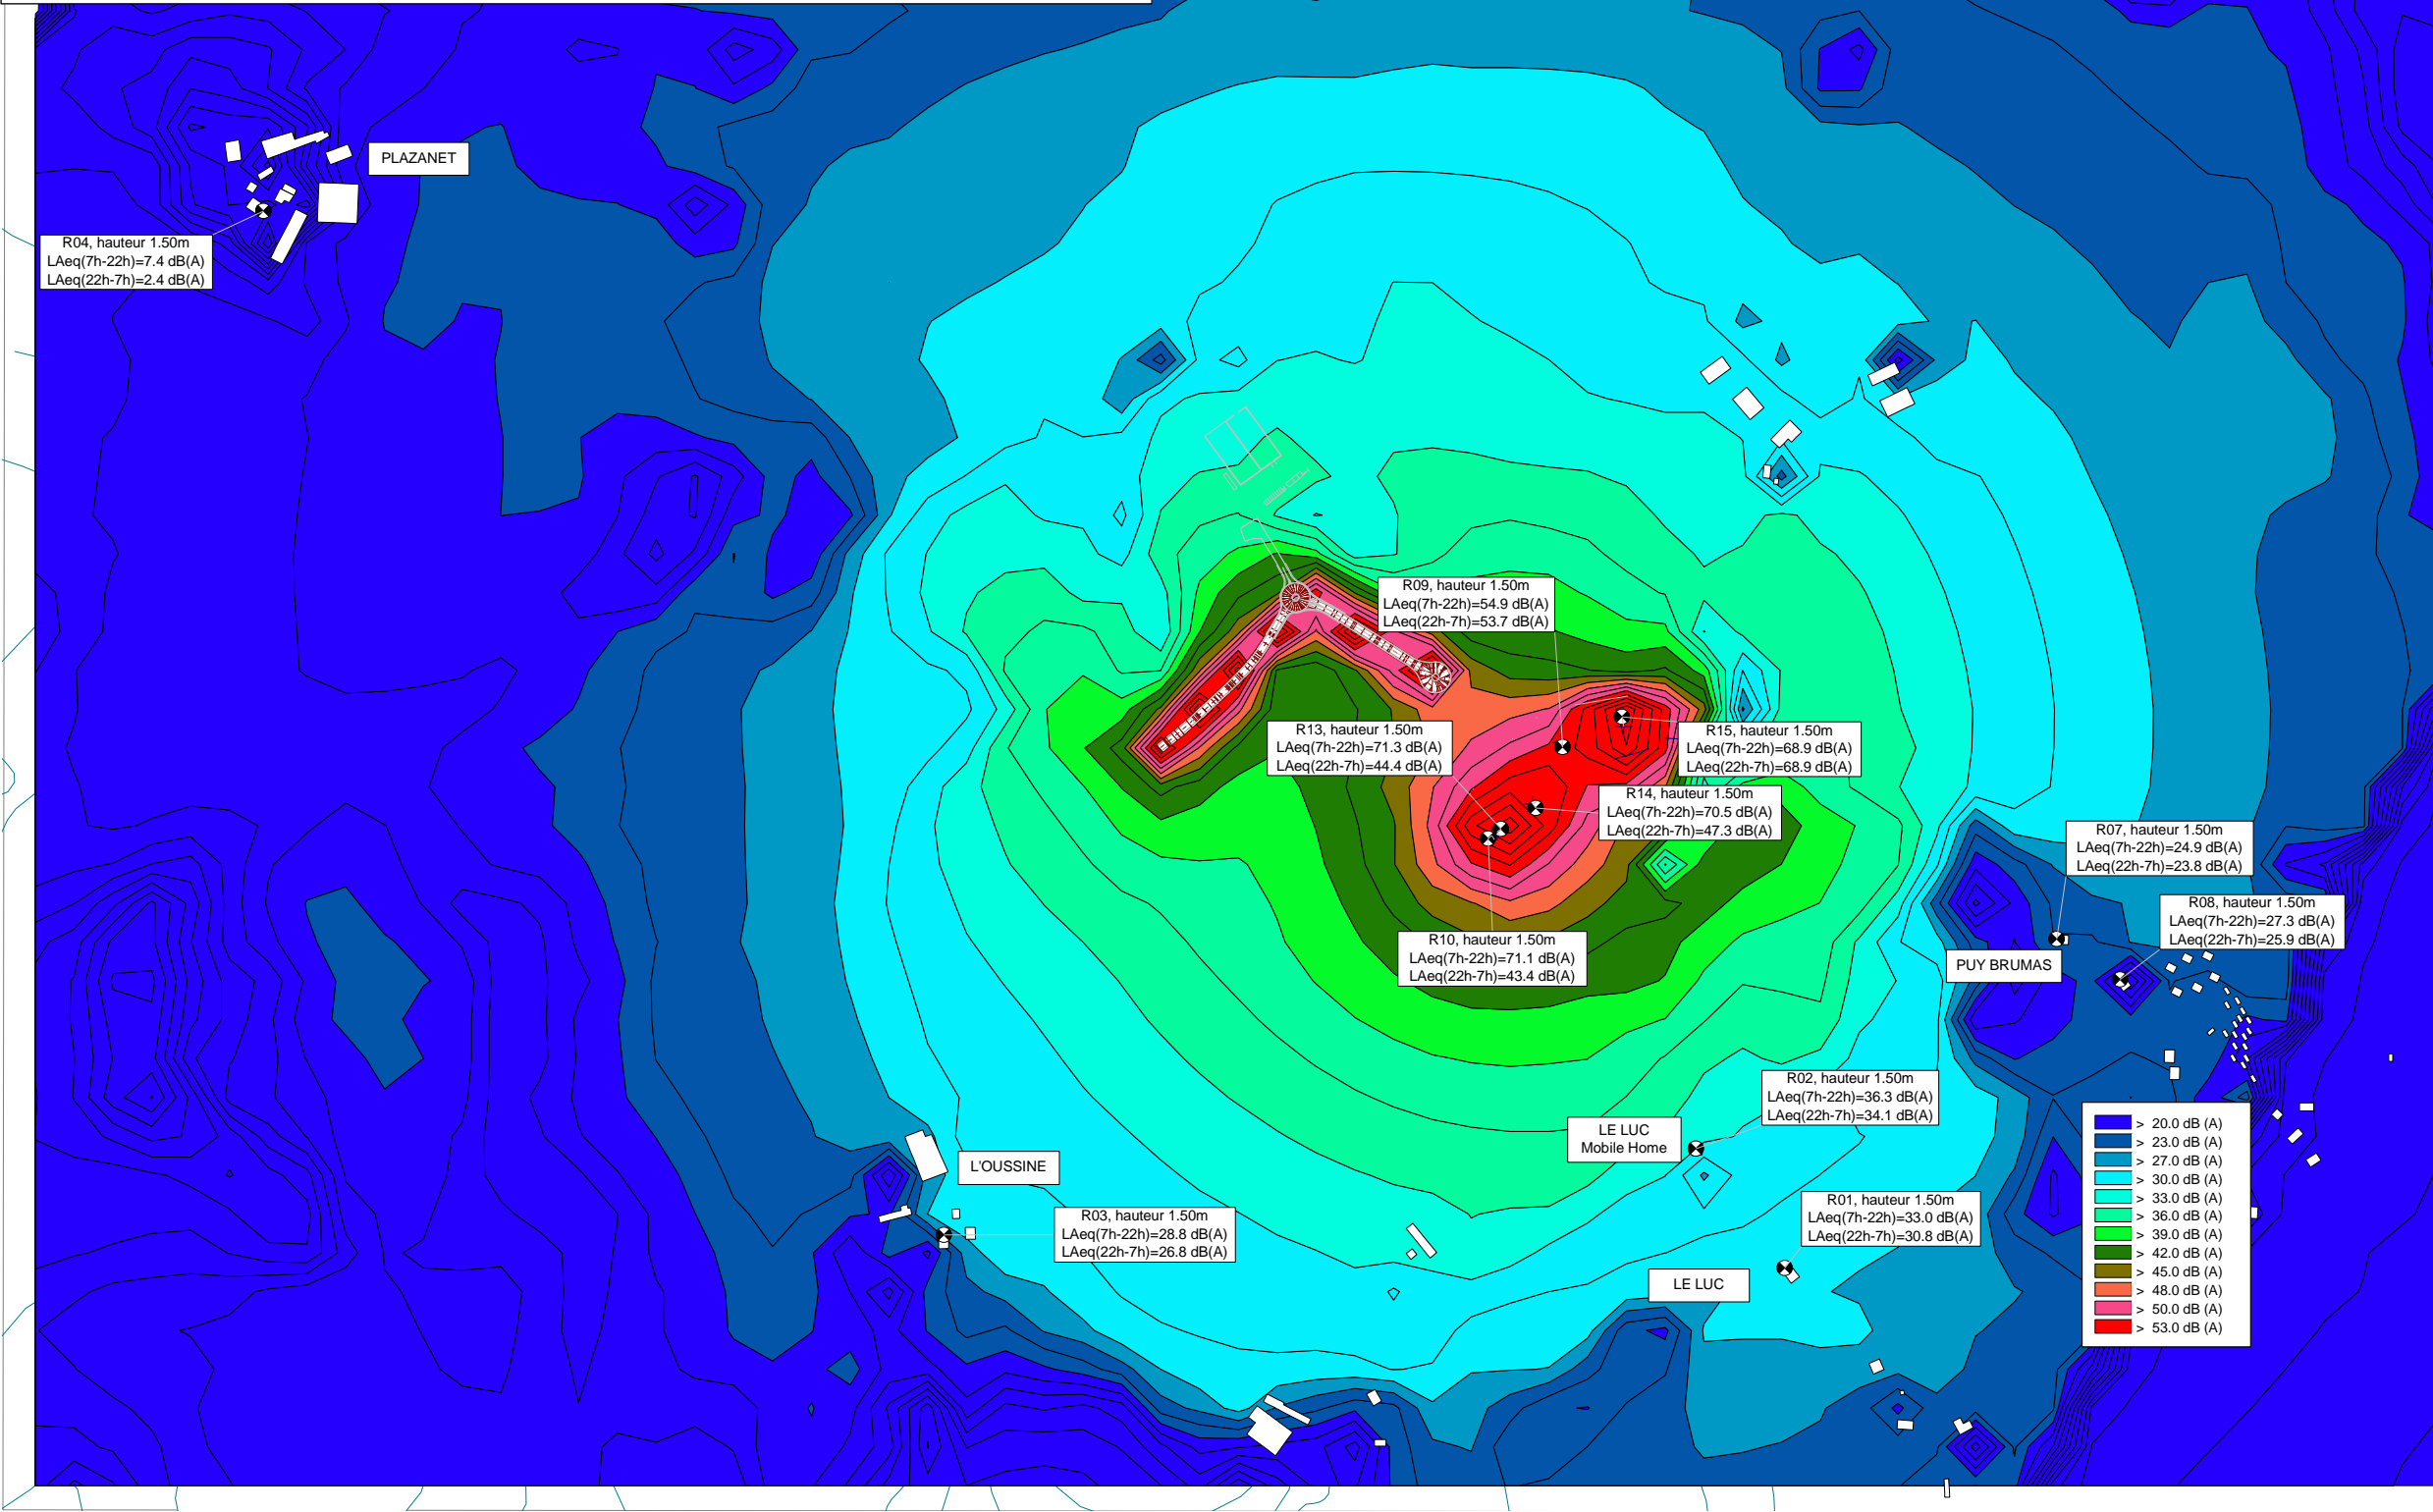 PLAZANET
R04, hauteur 1.50m
LAeq(7h-22h)=7.4 dB(A)
LAeq(22h-7h)=2.4 dB(A)
R09, hauteur 1.50m
LAeq(7h-22h)=54.9 dB(A)
LAeq(22h-7h)=53.7 dB(A)
R13, hauteur 1.50m
LAeq(7h-22h)=71.3 dB(A)
LAeq(22h-7h)=44.4 dB(A)
R15, hauteur 1.50m
LAeq(7h-22h)=68.9 dB(A)
LAeq(22h-7h)=68.9 dB(A)
R14, hauteur 1.50m
LAeq(7h-22h)=70.5 dB(A)
LAeq(22h-7h)=47.3 dB(A)
R07, hauteur 1.50m
LAeq(7h-22h)=24.9 dB(A)
LAeq(22h-7h)=23.8 dB(A)
R08, hauteur 1.50m
LAeq(7h-22h)=27.3 dB(A)
LAeq(22h-7h)=25.9 dB(A)
R10, hauteur 1.50m
LAeq(7h-22h)=71.1 dB(A)
LAeq(22h-7h)=43.4 dB(A)
PUY BRUMAS
R02, hauteur 1.50m
LAeq(7h-22h)=36.3 dB(A)
LAeq(22h-7h)=34.1 dB(A)
LE LUC
Mobile Home
L'OUSSINE
R03, hauteur 1.50m
LAeq(7h-22h)=28.8 dB(A)
LAeq(22h-7h)=26.8 dB(A)
R01, hauteur 1.50m
LAeq(7h-22h)=33.0 dB(A)
LAeq(22h-7h)=30.8 dB(A)
LE LUC
> 20.0 dB (A)
> 23.0 dB (A)
> 27.0 dB (A)
> 30.0 dB (A)
> 33.0 dB (A)
> 36.0 dB (A)
> 39.0 dB (A)
> 42.0 dB (A)
> 45.0 dB (A)
> 48.0 dB (A)
> 50.0 dB (A)
> 53.0 dB (A)